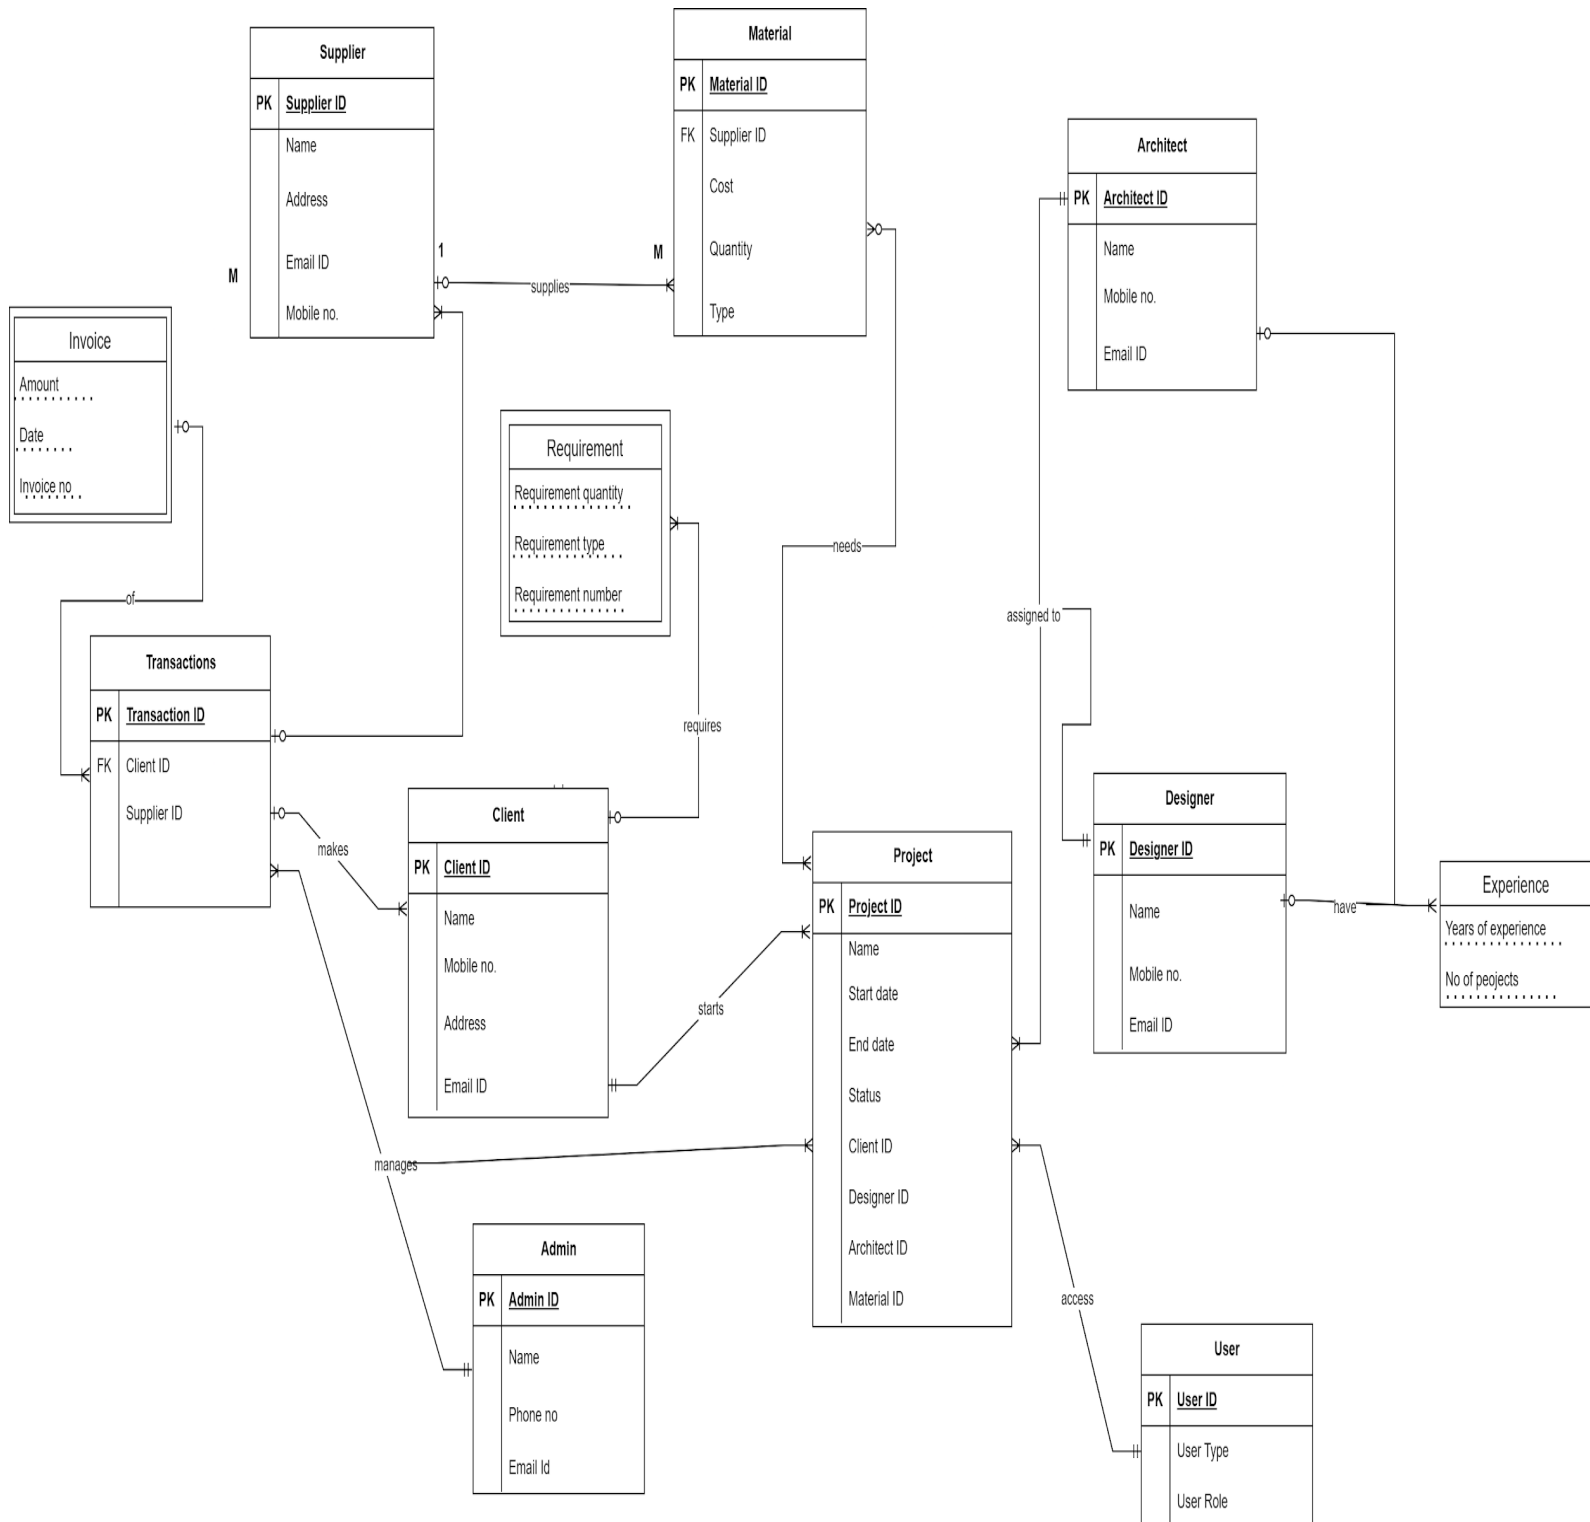 Supplier
PK Supplier ID
Name
Address
Email ID
Mobile no.
M
1
supplies
M
Material
PK Material ID
FK Supplier ID
Cost
Quantity
Type
Architect
PK Architect ID
Name
Mobile no.
Email ID
Invoice
Amount
Date
Invoice no
of
Requirement
Requirement quantity
Requirement type
Requirement number
requires
needs
assigned to
Transactions
PK Transaction ID
FK Client ID
Supplier ID
makes
Client
PK Client ID
Name
Mobile no.
Address
Email ID
starts
manages
Project
PK Project ID
Name
Start date
End date
Status
Client ID
Designer ID
Architect ID
Material ID
Designer
PK Designer ID
Name
Mobile no.
Email ID
have
Experience
Years of experience
No of peojects
access
Admin
PK Admin ID
Name
Phone no
Email Id
User
PK User ID
User Type
User Role